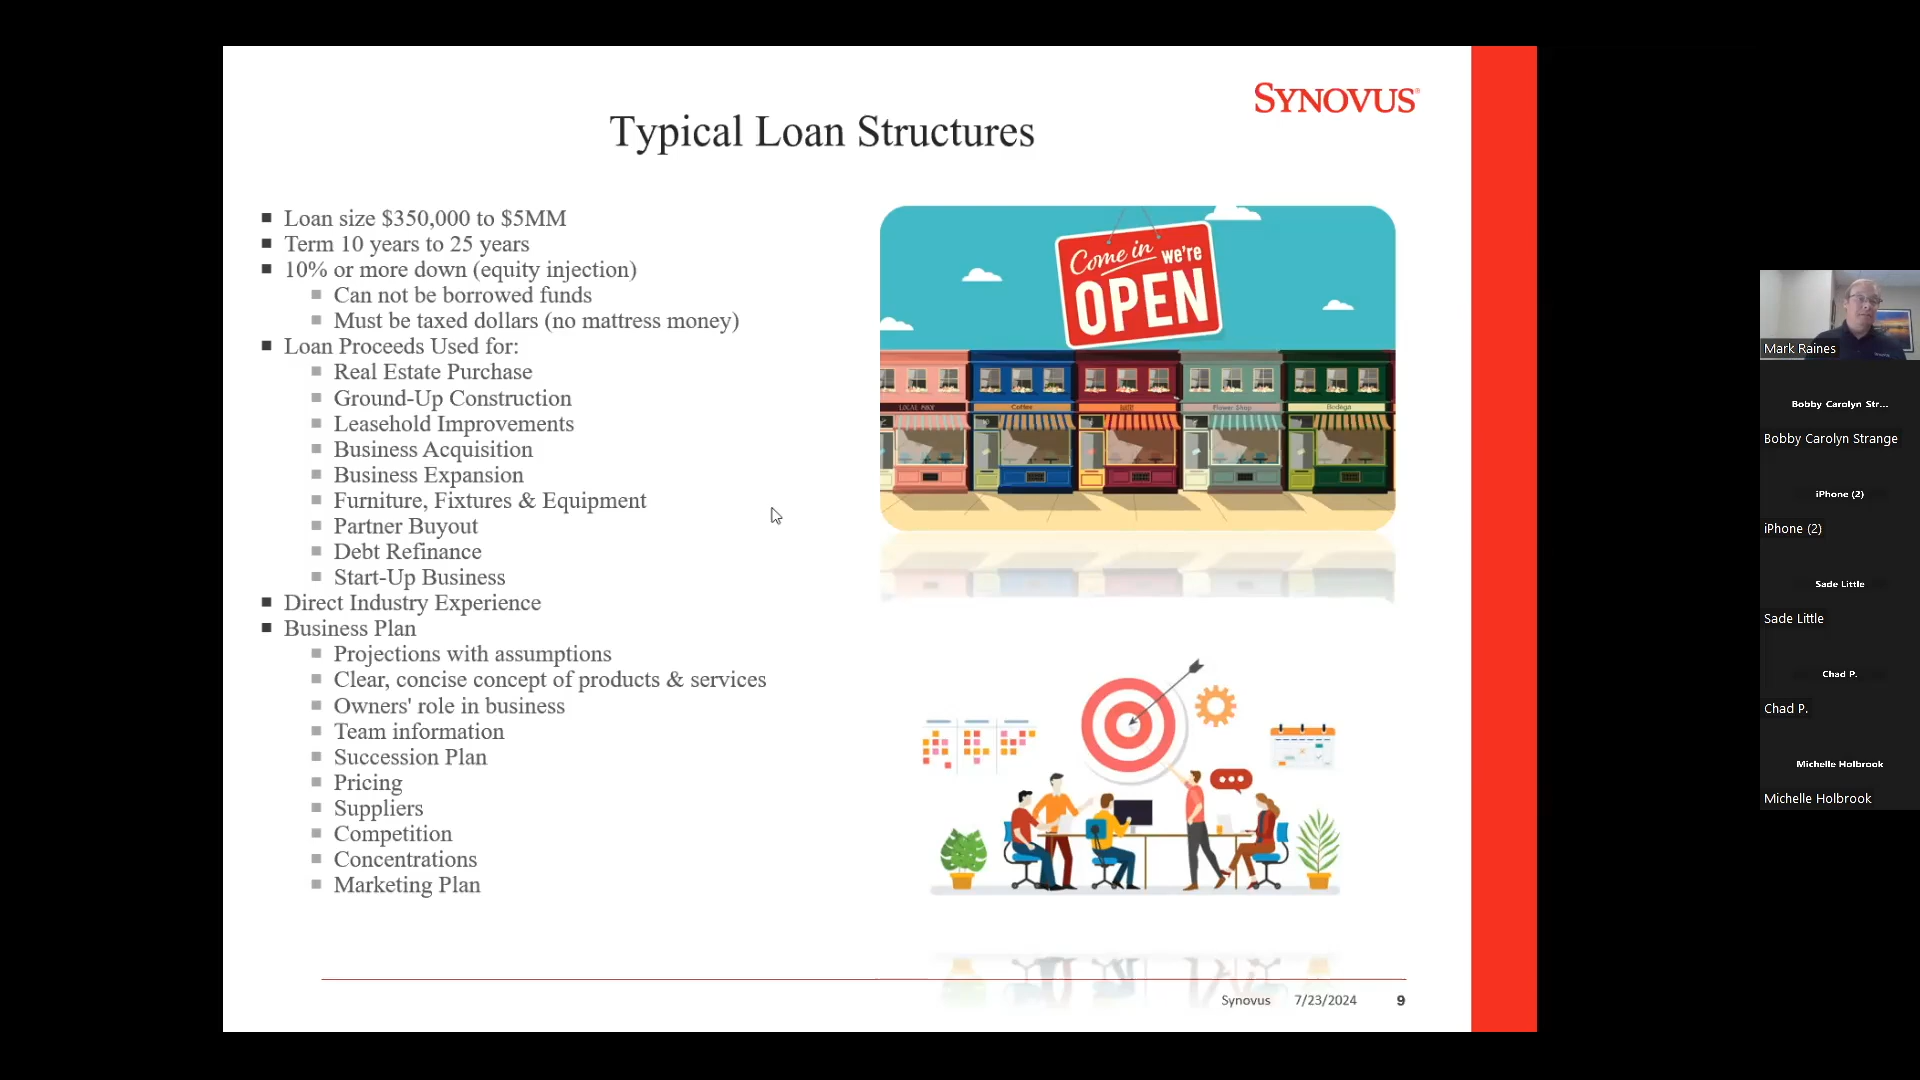 SYNOVUS
Typical Loan Structures
Loan size $350,000 to $5MM
Term 10 years to 25 years
10% or more down (equity injection)
Can not be borrowed funds
Must be taxed dollars (no mattress money)
Loan Proceeds Used for:
Real Estate Purchase
Ground-Up Construction
Leasehold Improvements
Business Acquisition
Business Expansion
Furniture, Fixtures & Equipment
Partner Buyout
Debt Refinance
Start-Up Business
Direct Industry Experience
Business Plan
Projections with assumptions
Clear, concise concept of products & services
Owners' role in business
Team information
Succession Plan
Pricing
Suppliers
Competition
Concentrations
Marketing Plan
Come in we're
OPEN
Coffee
Flower Shop
Bodega
Synovus 7/23/2024 9
Mark Raines
Bobby Carolyn Str...
Bobby Carolyn Strange
iPhone (2)
iPhone (2)
Sade Little
Sade Little
Chad P.
Chad P.
Michelle Holbrook
Michelle Holbrook